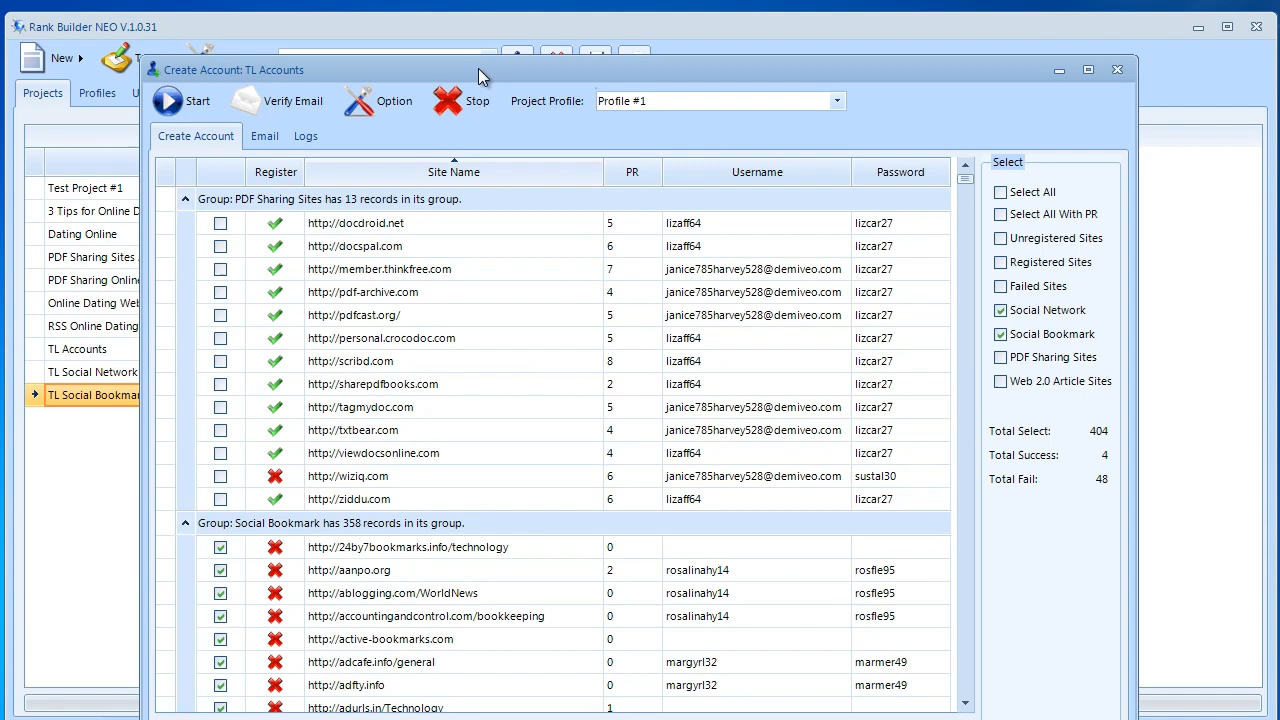 Rank Builder NEO V.1.0.31
New
Projects
Profiles
Test Project #1
3 Tips for Online D
Dating Online
PDF Sharing Sites
PDF Sharing Online
Online Dating Web
RSS Online Dating
TL Accounts
TL Social Network
TL Social Bookmar
Create Account: TL Accounts
Start
Verify Email
Option
Stop
Project Profile:
Profile #1
Create Account
Email
Logs
Register Site Name PR Username Password
Group: PDF Sharing Sites has 13 records in its group.
http://docdroid.net 5 lizaff64 lizcar27
http://docspal.com 6 lizaff64 lizcar27
http://member.thinkfree.com 7 janice785harvey528@demiveo.com lizcar27
http://pdf-archive.com 4 janice785harvey528@demiveo.com lizcar27
http://pdfcast.org/ 5 janice785harvey528@demiveo.com lizcar27
http://personal.crocodoc.com 5 lizaff64 lizcar27
http://scribd.com 8 lizaff64 lizcar27
http://sharepdfbooks.com 2 lizaff64 lizcar27
http://tagmydoc.com 5 janice785harvey528@demiveo.com lizcar27
http://txtbear.com 4 janice785harvey528@demiveo.com lizcar27
http://viewdocsonline.com 4 lizaff64 lizcar27
http://wiziq.com 6 janice785harvey528@demiveo.com sustal30
http://ziddu.com 6 lizaff64 lizcar27
Group: Social Bookmark has 358 records in its group.
http://24by7bookmarks.info/technology 0
http://aanpo.org 2 rosalinahy14 rosfle95
http://ablogging.com/WorldNews 0 rosalinahy14 rosfle95
http://accountingandcontrol.com/bookkeeping 0 rosalinahy14 rosfle95
http://active-bookmarks.com 0
http://adcafe.info/general 0 margyrl32 marmer49
http://adfty.info 0 margyrl32 marmer49
http://adurls.in/Technology 1
Select
Select All
Select All With PR
Unregistered Sites
Registered Sites
Failed Sites
Social Network
Social Bookmark
PDF Sharing Sites
Web 2.0 Article Sites
Total Select: 404
Total Success: 4
Total Fail: 48